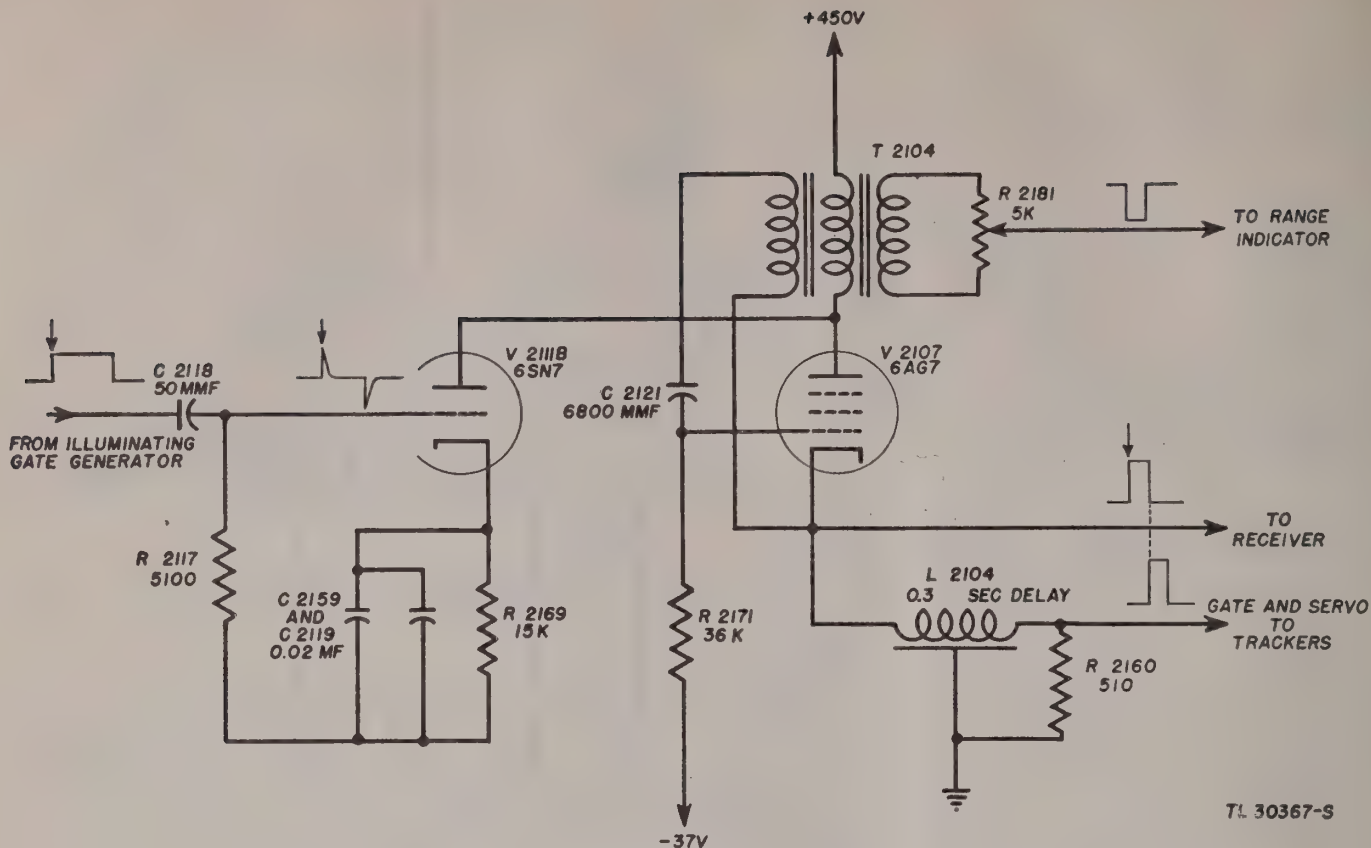 +450V
T 2104
R 2181
5K
TO RANGE
INDICATOR
C 2118
50MMF
V 2111B
6SN7
V 2107
6AG7
C 2121
6800 MMF
FROM ILLUMINATING
GATE GENERATOR
TO
RECEIVER
R 2117
5100
C 2159
AND
C 2119
0.02 MF
R 2169
15K
R 2171
36 K
L 2104
0.3 SEC DELAY
GATE AND SERVO
TO
TRACKERS
R 2160
510
-37V
TL 30367-S